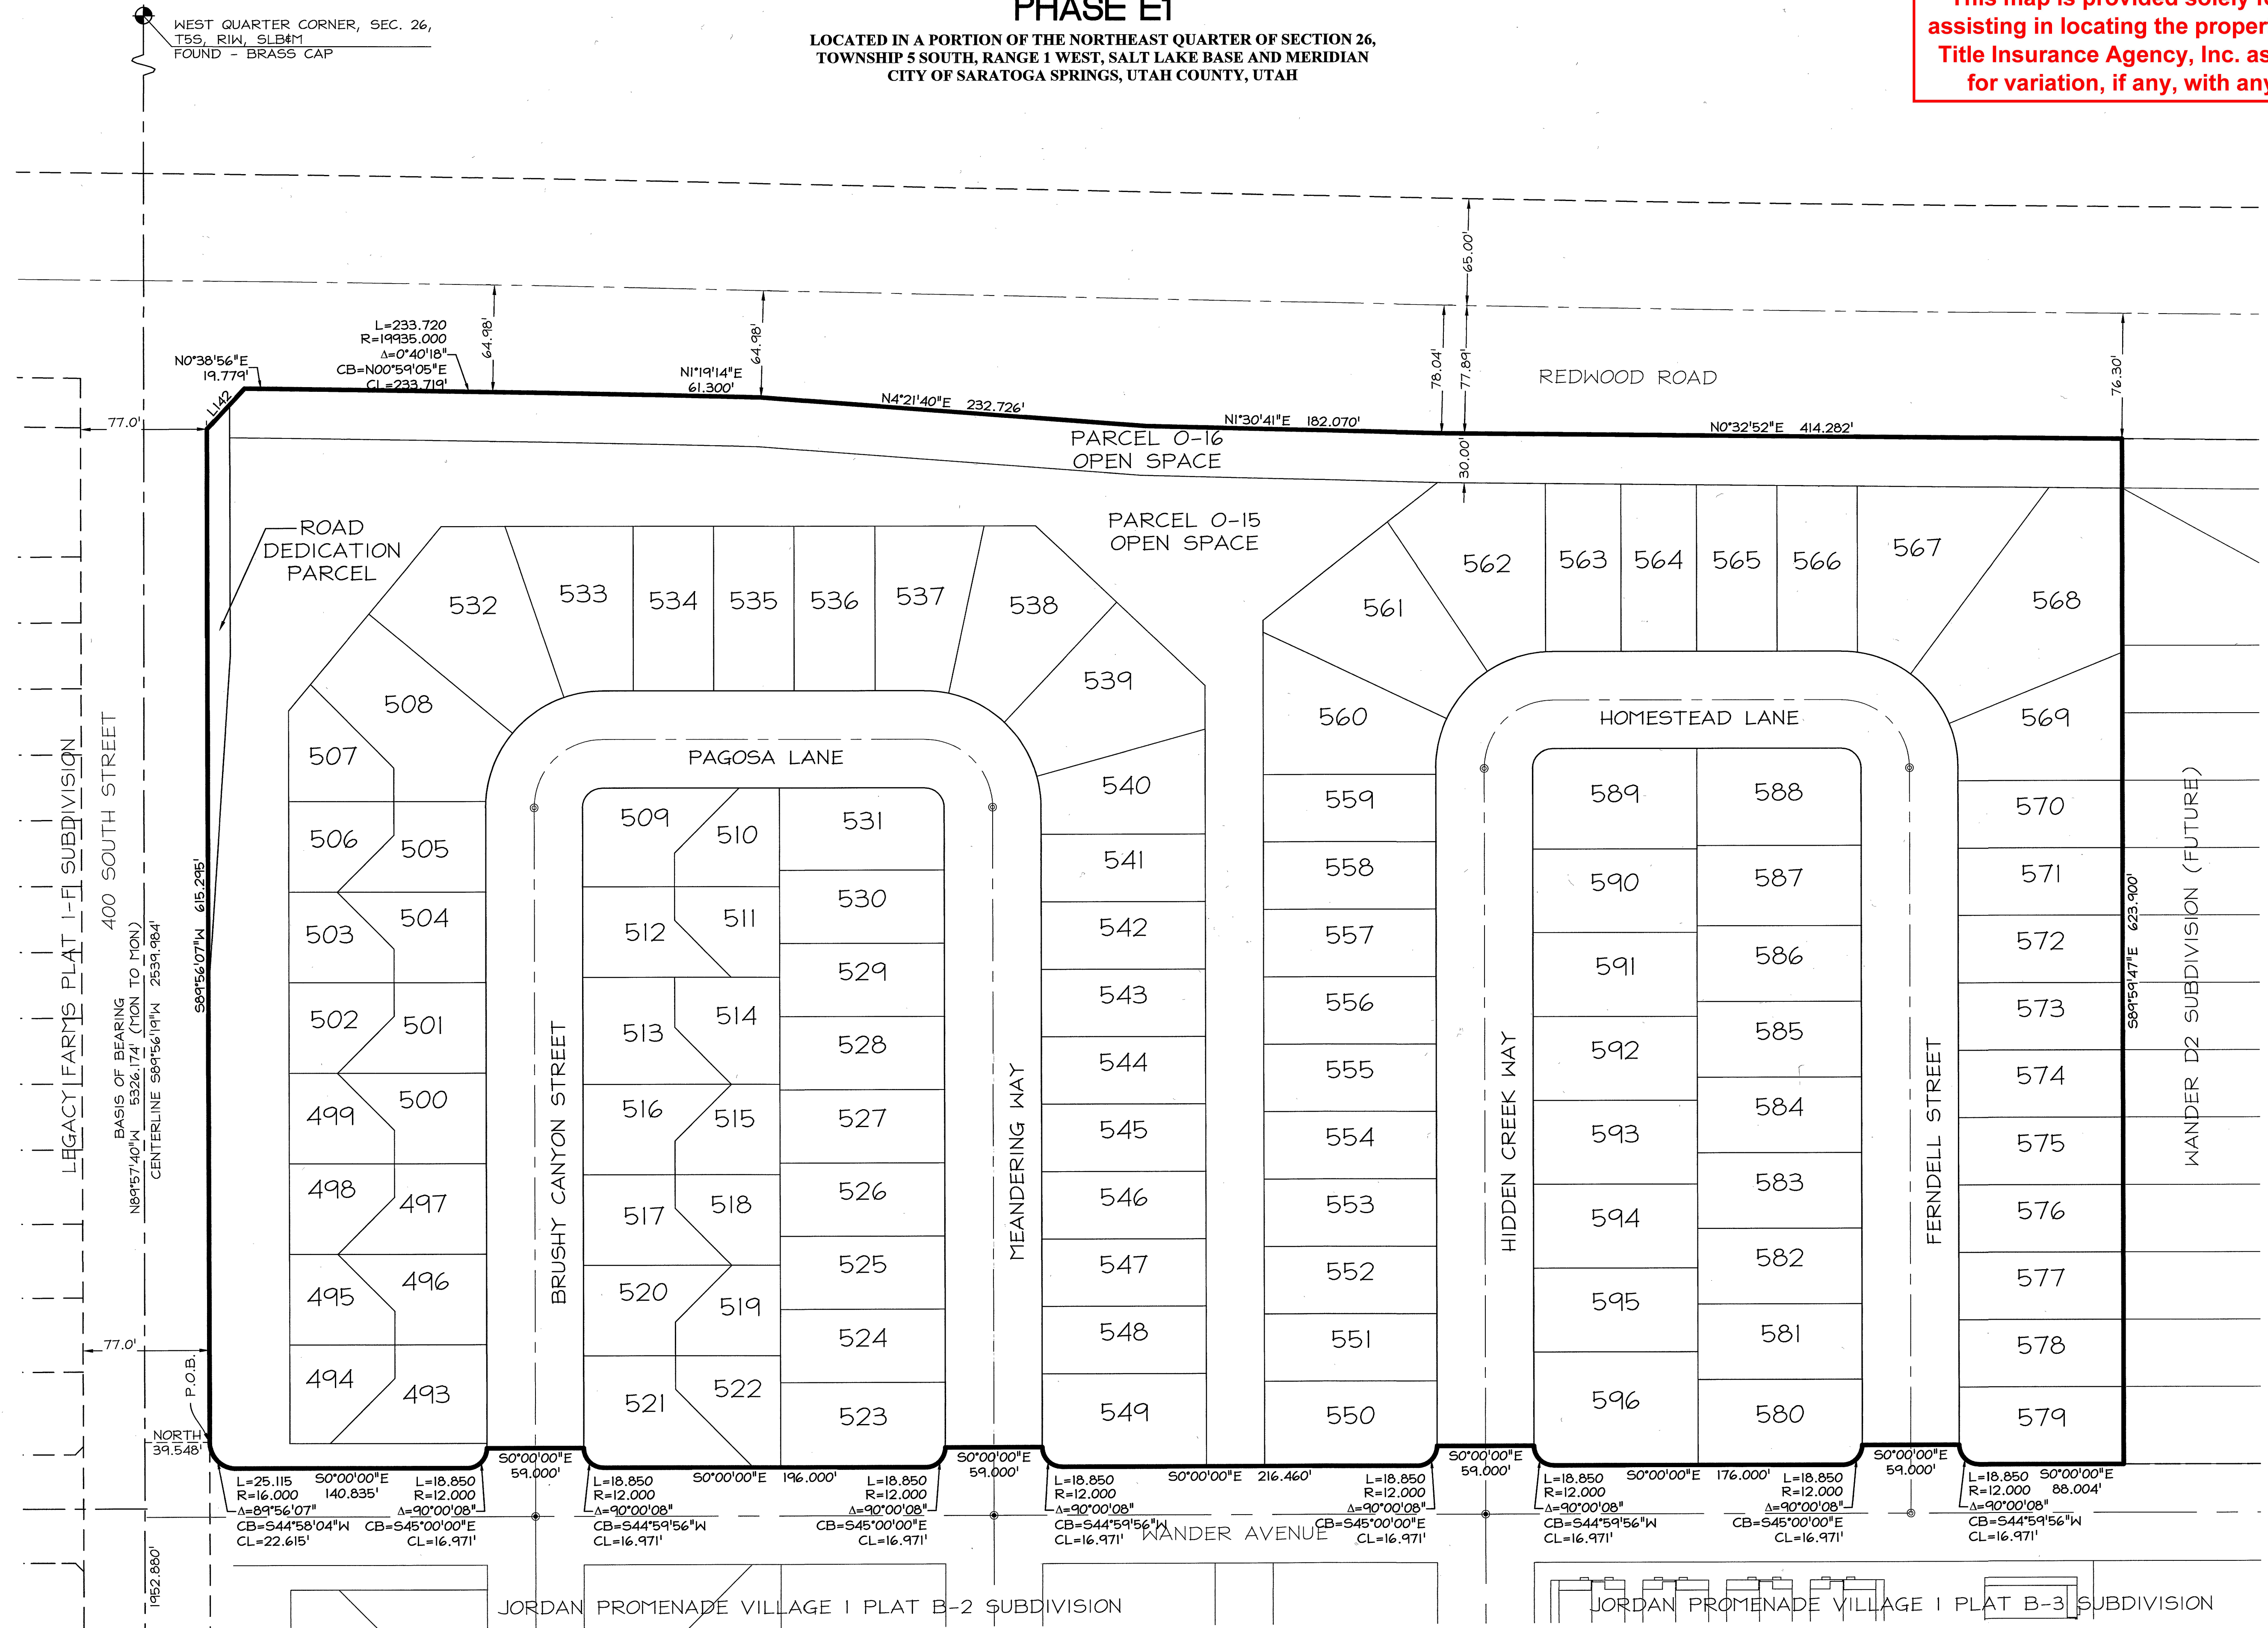 WEST QUARTER CORNER, SEC. 26,
T5S, R1W, SLB&M
FOUND - BRASS CAP
PHASE E1
LOCATED IN A PORTION OF THE NORTHEAST QUARTER OF SECTION 26,
TOWNSHIP 5 SOUTH, RANGE 1 WEST, SALT LAKE BASE AND MERIDIAN
CITY OF SARATOGA SPRINGS, UTAH COUNTY, UTAH
This map is provided solely
assisting in locating the proper
Title Insurance Agency, Inc. as
for variation, if any, with any
65.00'
L=233.720
R=19935.000
Δ=0°40'18"
CB=N00°59'05"E
CL=233.719'
N0°38'56"E
19.779'
L142
64.98'
64.98'
N1°19'14"E
61.300'
N4°21'40"E 232.726'
N1°30'41"E 182.070'
78.04'
77.89'
REDWOOD ROAD
N0°32'52"E 414.282'
76.30'
77.0'
PARCEL O-16
OPEN SPACE
30.00'
ROAD
DEDICATION
PARCEL
PARCEL O-15
OPEN SPACE
532
533
534
535
536
537
538
539
561
562
563
564
565
566
567
568
508
507
506
505
504
503
502
501
500
499
498
497
496
495
494
493
PAGOSA LANE
509
510
531
512
511
530
529
513
514
528
516
515
527
517
518
526
525
520
519
524
521
522
523
540
541
542
543
544
545
546
547
548
549
560
559
558
557
556
555
554
553
552
551
550
HOMESTEAD LANE
589
588
590
587
591
586
592
585
593
584
594
583
582
595
581
596
580
569
570
571
572
573
574
575
576
577
578
579
LEGACY FARMS PLAT 1-F1 SUBDIVISION
400 SOUTH STREET
BASIS OF BEARING
N89°57'40"W 5326.174' (MON TO MON)
CENTERLINE S89°56'19"W 2539.984'
S89°56'07"W 615.295'
BRUSHY CANYON STREET
MEANDERING WAY
HIDDEN CREEK WAY
FERNDELL STREET
S89°59'47"E 623.900'
WANDER D2 SUBDIVISION (FUTURE)
77.0'
P.O.B.
NORTH
39.548'
1952.880'
L=25.115
R=16.000
Δ=89°56'07"
CB=S44°58'04"W
CL=22.615'
S0°00'00"E
140.835'
L=18.850
R=12.000
Δ=90°00'08"
CB=S45°00'00"E
CL=16.971'
S0°00'00"E
59.000'
L=18.850
R=12.000
Δ=90°00'08"
CB=S44°59'56"W
CL=16.971'
S0°00'00"E 196.000'
L=18.850
R=12.000
Δ=90°00'08"
CB=S45°00'00"E
CL=16.971'
S0°00'00"E
59.000'
L=18.850
R=12.000
Δ=90°00'08"
CB=S44°59'56"W
CL=16.971'
S0°00'00"E 216.460'
WANDER AVENUE
L=18.850
R=12.000
Δ=90°00'08"
CB=S45°00'00"E
CL=16.971'
S0°00'00"E
59.000'
L=18.850
R=12.000
Δ=90°00'08"
CB=S44°59'56"W
CL=16.971'
S0°00'00"E 176.000'
L=18.850
R=12.000
Δ=90°00'08"
CB=S45°00'00"E
CL=16.971'
S0°00'00"E
59.000'
L=18.850
R=12.000
Δ=90°00'08"
CB=S44°59'56"W
CL=16.971'
S0°00'00"E
88.004'
JORDAN PROMENADE VILLAGE 1 PLAT B-2 SUBDIVISION
JORDAN PROMENADE VILLAGE 1 PLAT B-3 SUBDIVISION